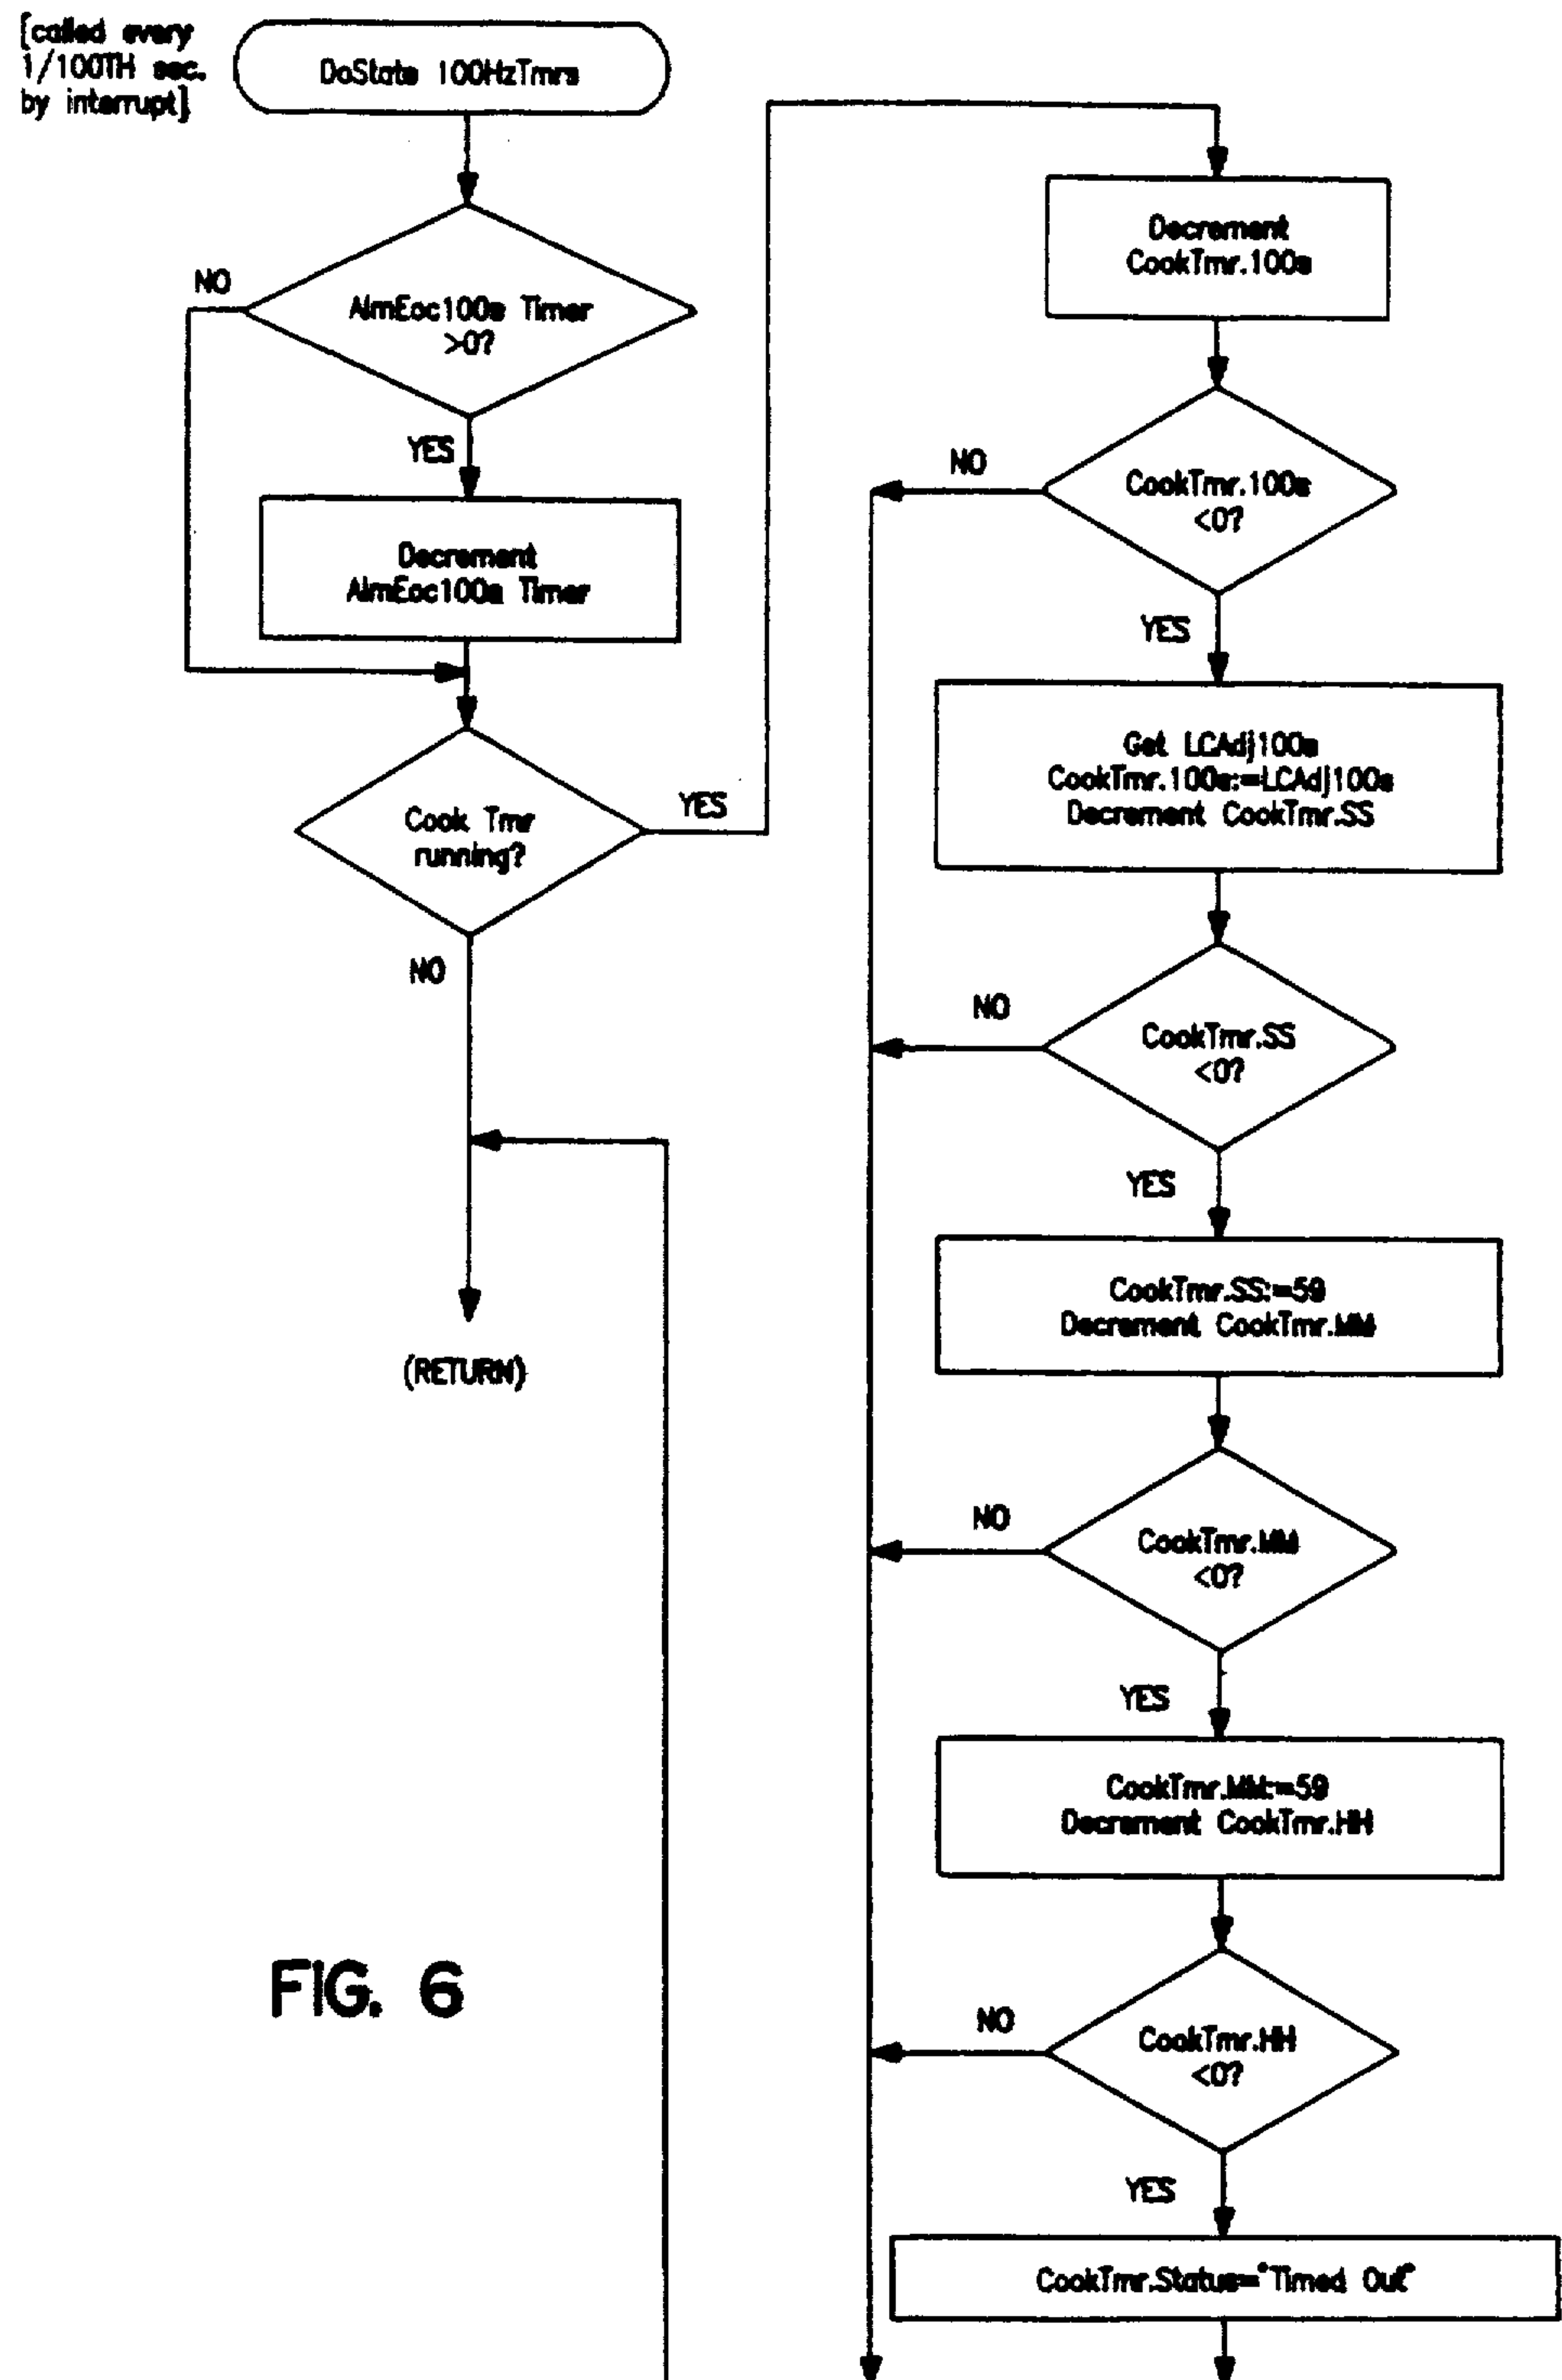 [called every
1/100TH sec.
by interrupt]
DoState 100HzTmrs
AlmEoc100s Timer
>0?
NO
YES
Decrement
AlmEoc100s Timer
Cook Tmr
running?
YES
NO
(RETURN)
Decrement
CookTmr.100s
CookTmr.100s
<0?
NO
YES
Get LCAdj100s
CookTmr.100s:=LCAdj100s
Decrement CookTmr.SS
CookTmr.SS
<0?
NO
YES
CookTmr.SS:=59
Decrement CookTmr.MM
CookTmr.MM
<0?
NO
YES
CookTmr.MM:=59
Decrement CookTmr.HH
CookTmr.HH
<0?
NO
YES
CookTmr.Status="Timed Out"
FIG. 6